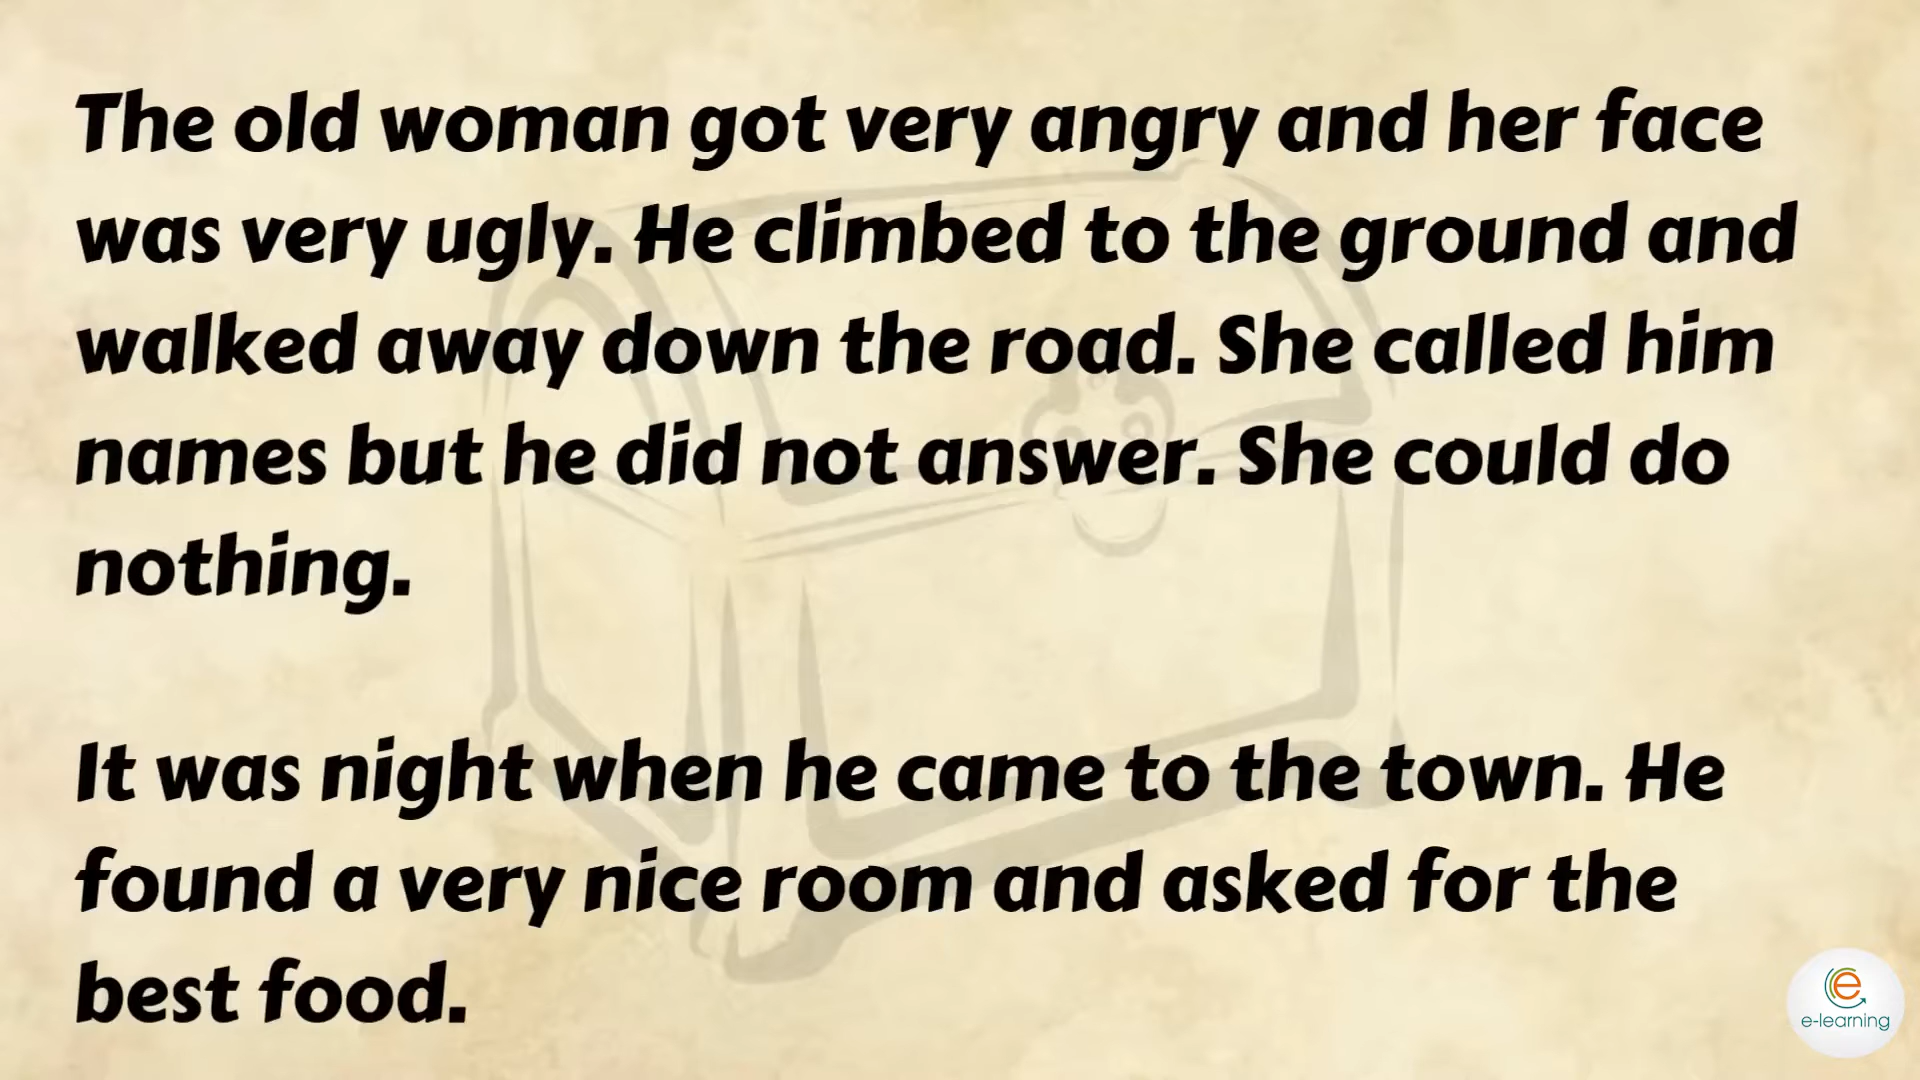 The old woman got very angry and her face
was very ugly. He climbed to the ground and
walked away down the road. She called him
names but he did not answer. She could do
nothing.
It was night when he came to the town. He
found a very nice room and asked for the
best food.
e
e-learning